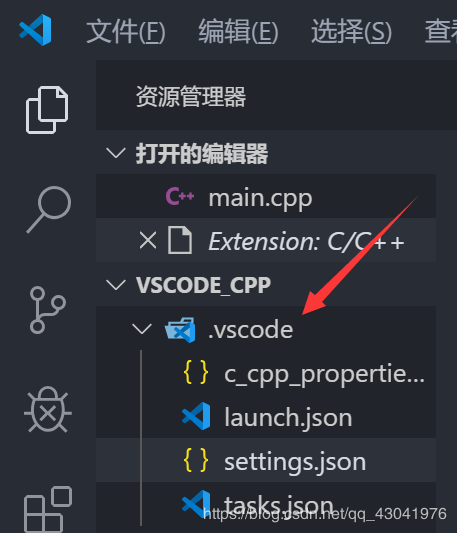 文件(F) 编辑(E) 选择(S) 查看
资源管理器
打开的编辑器
C++ main.cpp
Extension: C/C++
VSCODE_CPP
.vscode
{ } c_cpp_propertie...
launch.json
{ } settings.json
tasks.json
https://blog.csdn.net/qq_43041976